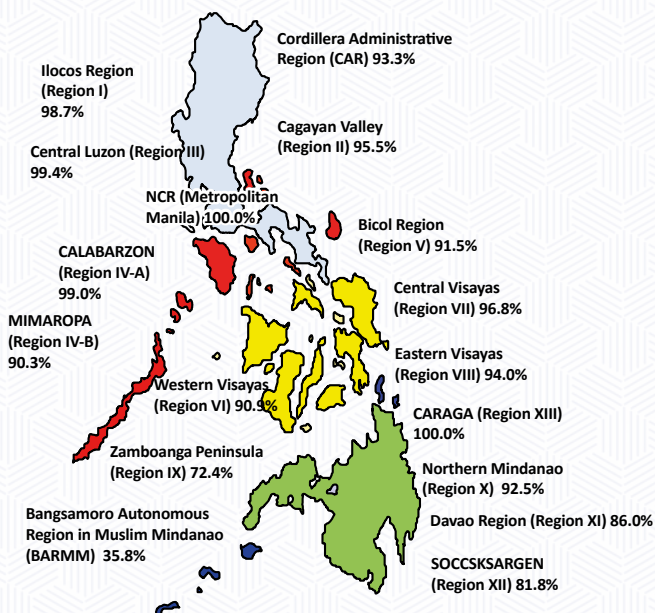 Cordillera Administrative
Region (CAR) 93.3%
Ilocos Region
(Region I)
98.7%
Cagayan Valley
(Region II) 95.5%
Central Luzon (Region III)
99.4%
NCR (Metropolitan
Manila) 100.0%
Bicol Region
(Region V) 91.5%
CALABARZON
(Region IV-A)
99.0%
Central Visayas
(Region VII) 96.8%
MIMAROPA
(Region IV-B)
90.3%
Eastern Visayas
(Region VIII) 94.0%
Western Visayas
(Region VI) 90.9%
CARAGA (Region XIII)
100.0%
Zamboanga Peninsula
(Region IX) 72.4%
Northern Mindanao
(Region X) 92.5%
Bangsamoro Autonomous
Region in Muslim Mindanao
(BARMM) 35.8%
Davao Region (Region XI) 86.0%
SOCCSKSARGEN
(Region XII) 81.8%